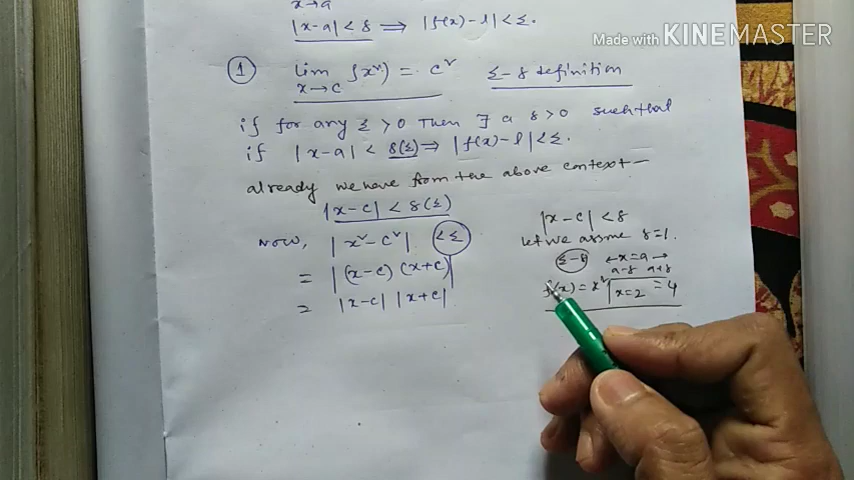 x→a
|x-a| < δ ⇒ |f(x)-l| < Σ.
Made with KINEMASTER
① lim f(x²) = c² Σ-δ definition
x→c
if for any Σ > 0 Then ∃ a δ > 0 such that
if |x-a| < δ(Σ) ⇒ |f(x)-l| < Σ.
already we have from the above context-
|x-c| < δ(Σ)
|x-c| < δ
Now, |x²-c²| < Σ
Let we assume δ=1.
Σ-δ ←x=a→
a-δ a+δ
= |(x-c) (x+c)|
f(x) = x² | x=2 = 4
= |x-c| |x+c|